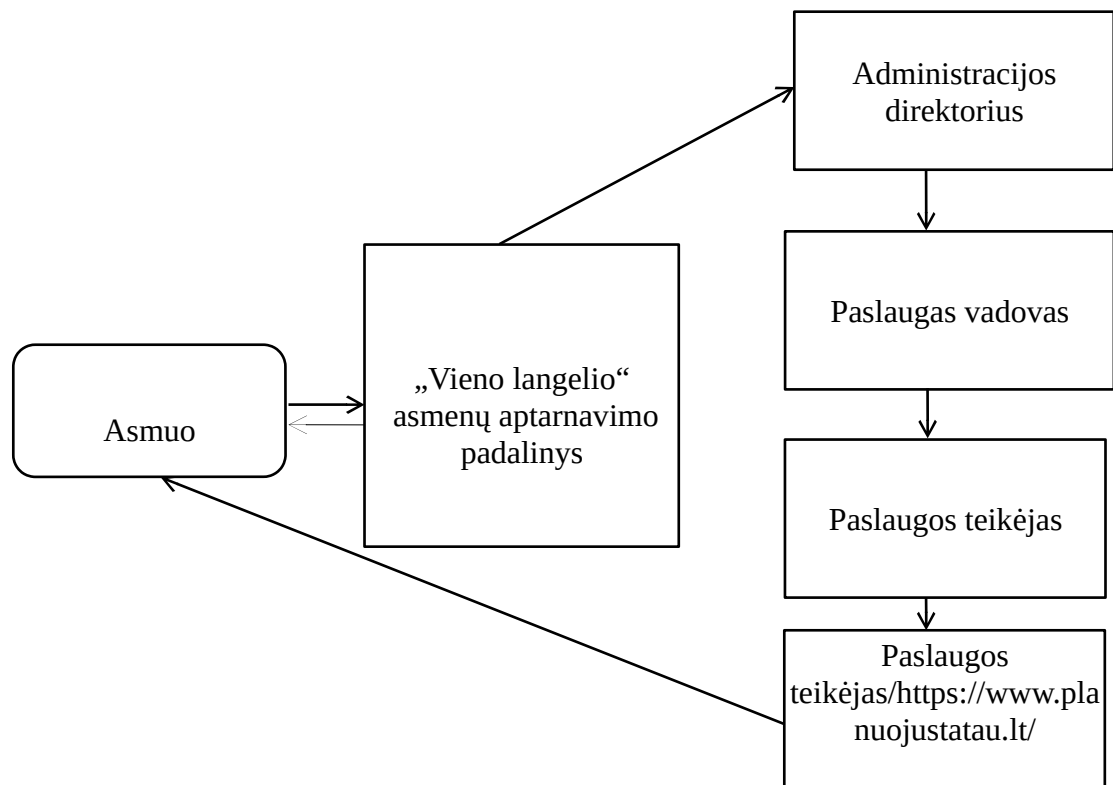 Administracijos
direktorius
Paslaugas vadovas
„Vieno langelio“
asmenų aptarnavimo
padalinys
Asmuo
Paslaugos teikėjas
Paslaugos
teikėjas/https://www.pla
nuojustatau.lt/